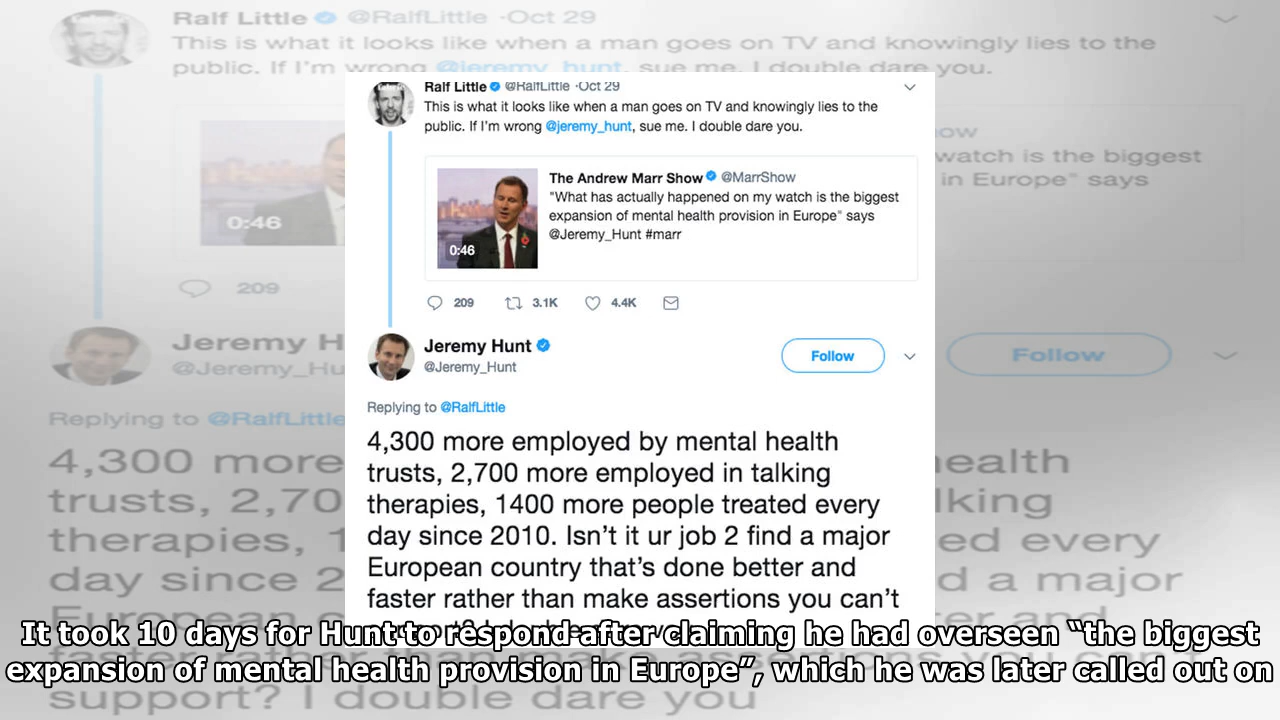 Ralf Little @RalfLittle · Oct 29
This is what it looks like when a man goes on TV and knowingly lies to the
public. If I'm wrong @jeremy_hunt, sue me. I double dare you.
The Andrew Marr Show @MarrShow
"What has actually happened on my watch is the biggest
expansion of mental health provision in Europe" says
@Jeremy_Hunt #marr
0:46
209 3.1K 4.4K
Jeremy Hunt
@Jeremy_Hunt
Follow
Replying to @RalfLittle
4,300 more employed by mental health
trusts, 2,700 more employed in talking
therapies, 1400 more people treated every
day since 2010. Isn't it ur job 2 find a major
European country that's done better and
faster rather than make assertions you can't
support? I double dare you
It took 10 days for Hunt to respond after claiming he had overseen “the biggest
expansion of mental health provision in Europe”, which he was later called out on